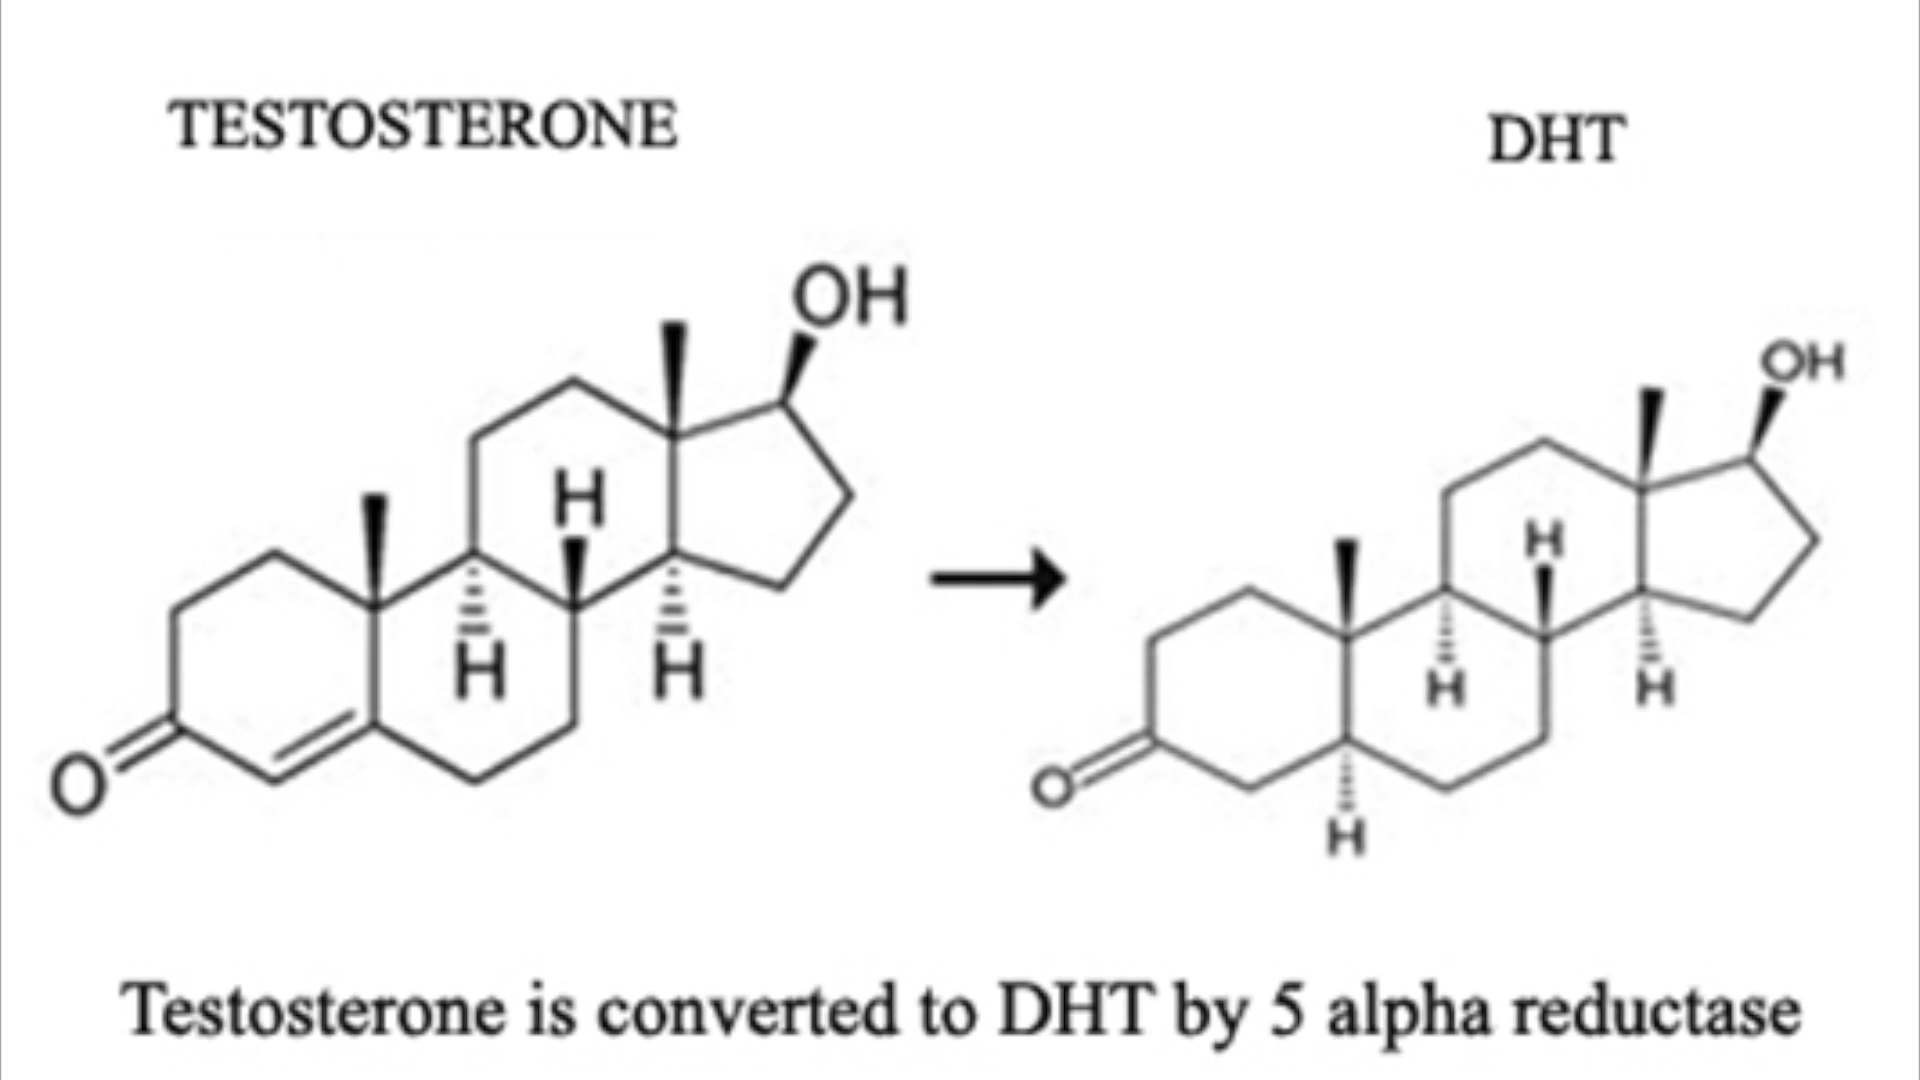 TESTOSTERONE
DHT
OH
H
H
H
O
OH
H
H
H
O
H
Testosterone is converted to DHT by 5 alpha reductase